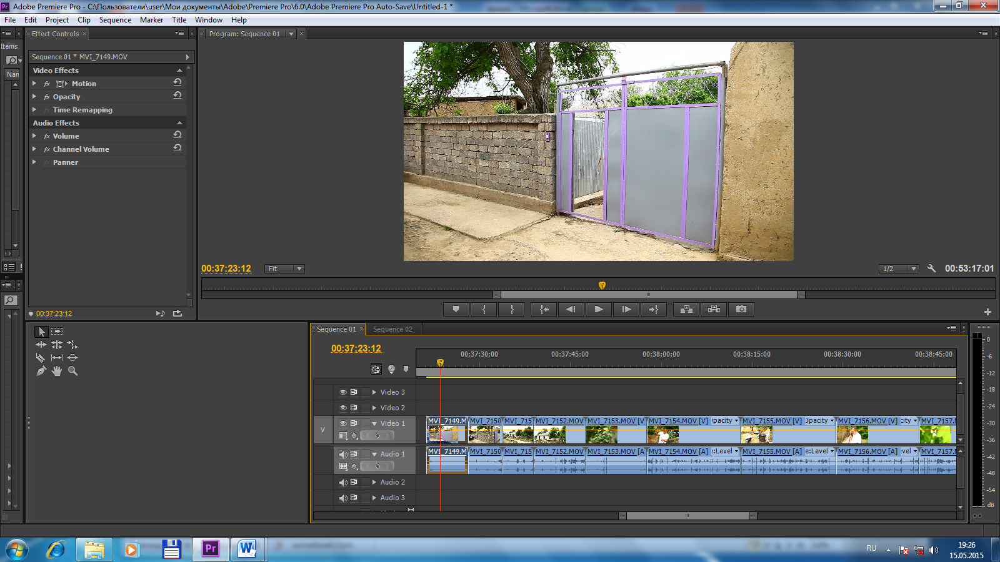 Adobe Premiere Pro - C:\Пользователи\user\Мои документы\Adobe\Premiere Pro\6.0\Adobe Premiere Pro Auto-Save\Untitled-1 *
File Edit Project Clip Sequence Marker Title Window Help
Items
Nan
Effect Controls
Sequence 01 * MVI_7149.MOV
Video Effects
fx Motion
fx Opacity
fx Time Remapping
Audio Effects
fx Volume
fx Channel Volume
fx Panner
00:37:23:12
Program: Sequence 01
00:37:23:12 Fit 1/2 00:53:17:01
Sequence 01 Sequence 02
00:37:23:12
00:37:30:00 00:37:45:00 00:38:00:00 00:38:15:00 00:38:30:00 00:38:45:00
Video 3
Video 2
V Video 1
MVI_7149.M MVI_7150 MVI_715 MVI_7152.MOV MVI_7153.MOV [V MVI_7154.MOV [V] Opacity MVI_7155.MOV [V] Opacity MVI_7156.MOV [V] city MVI_7157.
Audio 1
MVI_7149.M MVI_7150 MVI_715 MVI_7152.MOV MVI_7153.MOV [A MVI_7154.MOV [A] e:Level MVI_7155.MOV [A] e:Level MVI_7156.MOV [A] vel MVI_7157.M
Audio 2
Audio 3
0
-6
-12
-18
-24
-30
-36
-42
-48
-54
dB
Pr
W
RU
19:26
15.05.2015